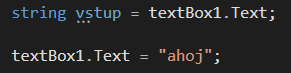 string vstup = textBox1.Text;
textBox1.Text = "ahoj";